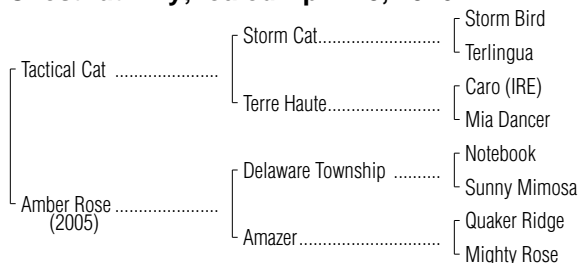 Storm Bird
Storm Cat
Terlingua
Tactical Cat
Caro (IRE)
Terre Haute
Mia Dancer
Notebook
Delaware Township
Sunny Mimosa
Amber Rose
(2005)
Quaker Ridge
Amazer
Mighty Rose